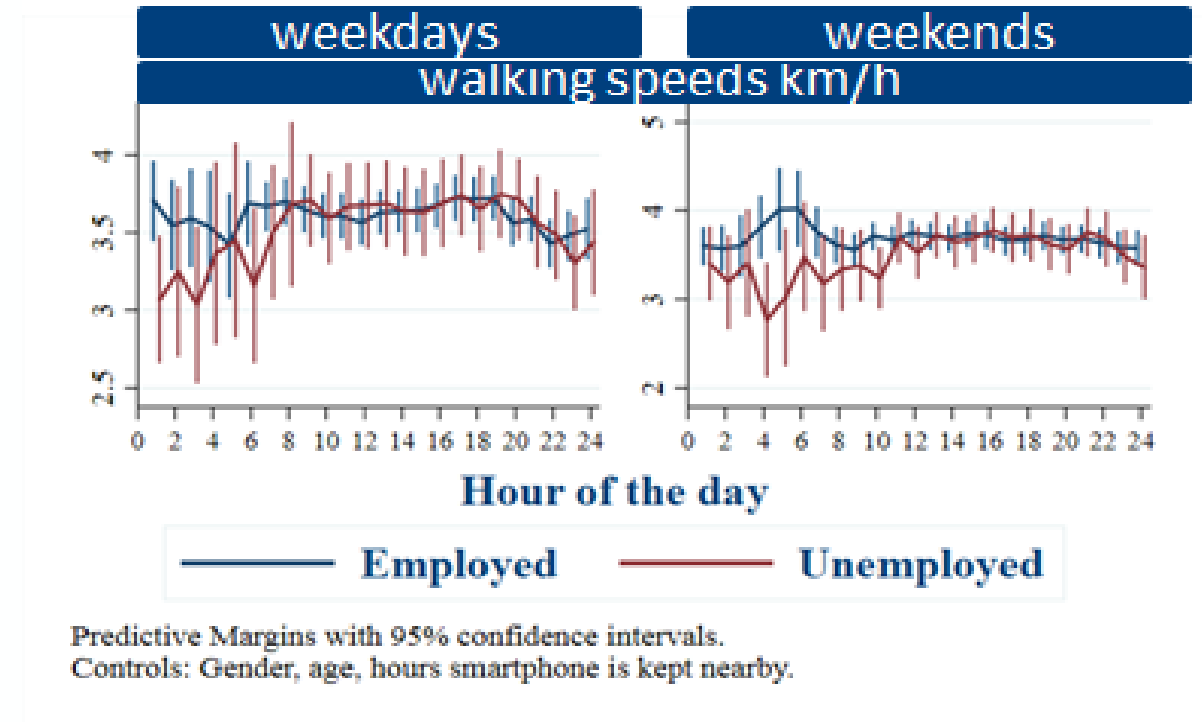 weekdays
weekends
walking speeds km/h
4
3.5
3
2.5
0 2 4 6 8 10 12 14 16 18 20 22 24
5
4
3
2
0 2 4 6 8 10 12 14 16 18 20 22 24
Hour of the day
Employed
Unemployed
Predictive Margins with 95% confidence intervals.
Controls: Gender, age, hours smartphone is kept nearby.